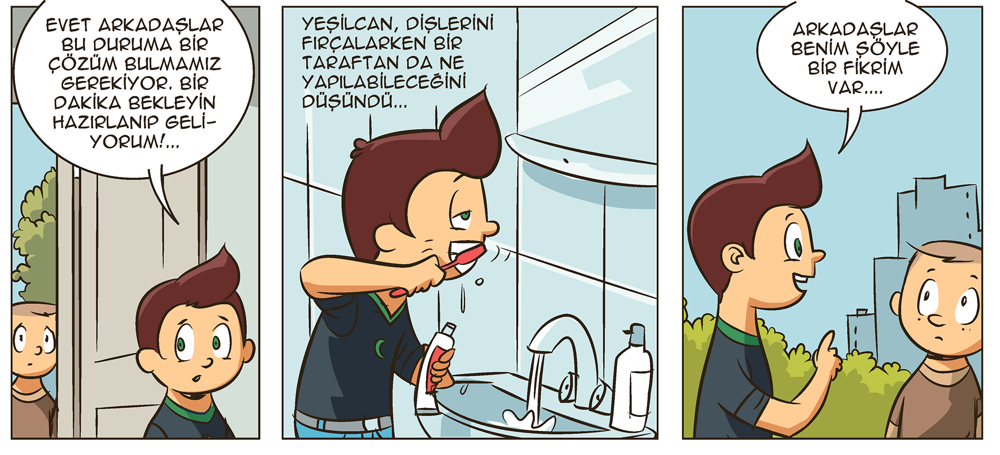 EVET ARKADAŞLAR
BU DURUMA BİR
ÇÖZÜM BULMAMIZ
GEREKİYOR. BİR
DAKİKA BEKLEYİN
HAZIRLANIP GELİ-
YORUM!...
YEŞİLCAN, DİŞLERİNİ
FIRÇALARKEN BİR
TARAFTAN DA NE
YAPILABİLECEĞİNİ
DÜŞÜNDÜ...
ARKADAŞLAR
BENİM ŞÖYLE
BİR FİKRİM
VAR....